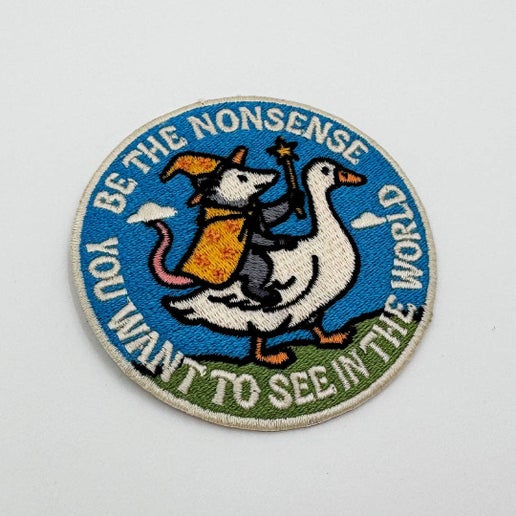 BE THE NONSENSE
YOU WANT TO SEE IN THE WORLD